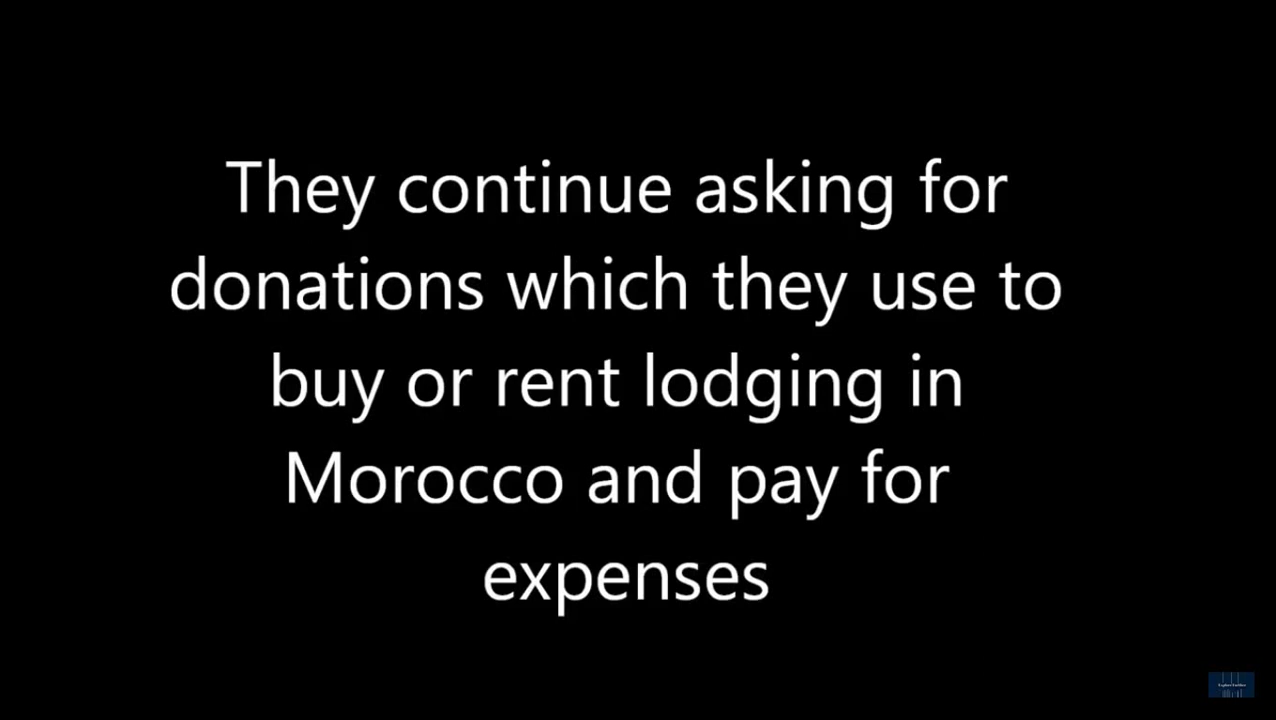 They continue asking for
donations which they use to
buy or rent lodging in
Morocco and pay for
expenses